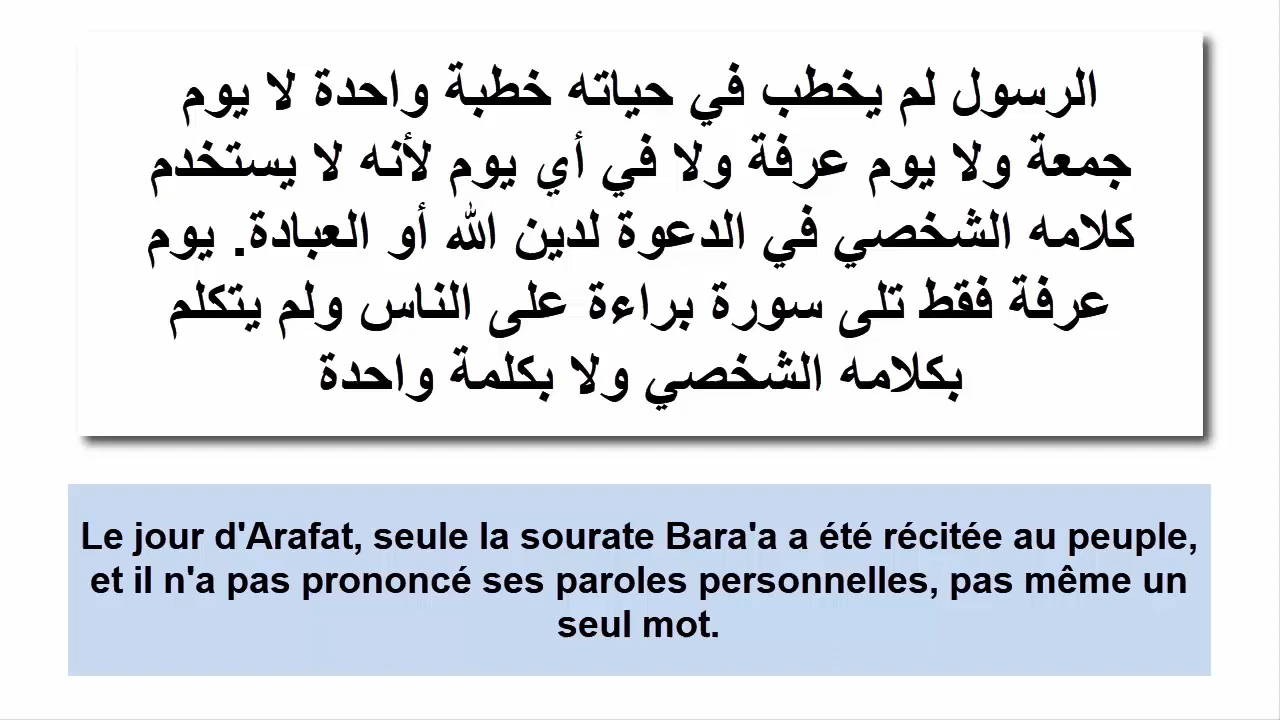 الرسول لم يخطب في حياته خطبة واحدة لا يوم
جمعة ولا يوم عرفة ولا في أي يوم لأنه لا يستخدم
كلامه الشخصي في الدعوة لدين الله أو العبادة. يوم
عرفة فقط تلى سورة براءة على الناس ولم يتكلم
بكلامه الشخصي ولا بكلمة واحدة
Le jour d'Arafat, seule la sourate Bara'a a été récitée au peuple,
et il n'a pas prononcé ses paroles personnelles, pas même un
seul mot.